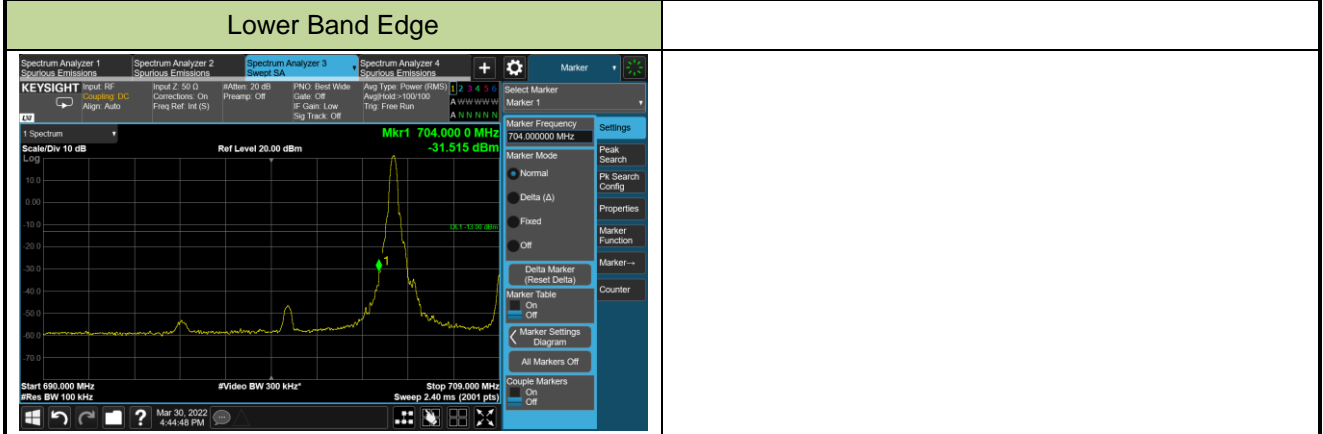 Lower Band Edge
Spectrum Analyzer 1
Spurious Emissions
Spectrum Analyzer 2
Spurious Emissions
Spectrum Analyzer 3
Swept SA
Spectrum Analyzer 4
Spurious Emissions
+
Marker
KEYSIGHT
Input: RF
Coupling: DC
Align: Auto
Input Z: 50 Ω
Corrections: On
Freq Ref: Int (S)
#Atten: 20 dB
Preamp: Off
PNO: Best Wide
Gate: Off
IF Gain: Low
Sig Track: Off
Avg Type: Power (RMS)
Avg|Hold:>100/100
Trig: Free Run
1 2 3 4 5 6
A W W W W W
A N N N N N
Select Marker
Marker 1
1 Spectrum
Scale/Div 10 dB
Log
Ref Level 20.00 dBm
Mkr1 704.000 0 MHz
-31.515 dBm
10.0
0.00
-10.0
-20.0
-30.0
-40.0
-50.0
-60.0
-70.0
DL1 -13.00 dBm
1
Start 690.000 MHz
#Res BW 100 kHz
#Video BW 300 kHz*
Stop 709.000 MHz
Sweep 2.40 ms (2001 pts)
Marker Frequency
704.000000 MHz
Marker Mode
Normal
Delta (Δ)
Fixed
Off
Delta Marker
(Reset Delta)
Marker Table
On
Off
Marker Settings
Diagram
All Markers Off
Couple Markers
On
Off
Settings
Peak
Search
Pk Search
Config
Properties
Marker
Function
Marker→
Counter
?
Mar 30, 2022
4:44:48 PM